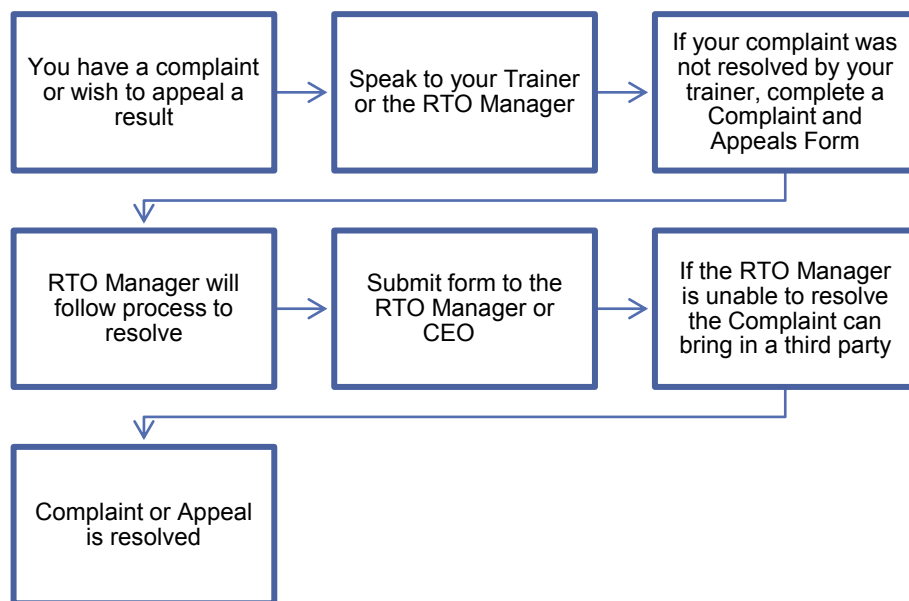 You have a complaint
or wish to appeal a
result
Speak to your Trainer
or the RTO Manager
If your complaint was
not resolved by your
trainer, complete a
Complaint and
Appeals Form
RTO Manager will
follow process to
resolve
Submit form to the
RTO Manager or
CEO
If the RTO Manager
is unable to resolve
the Complaint can
bring in a third party
Complaint or Appeal
is resolved